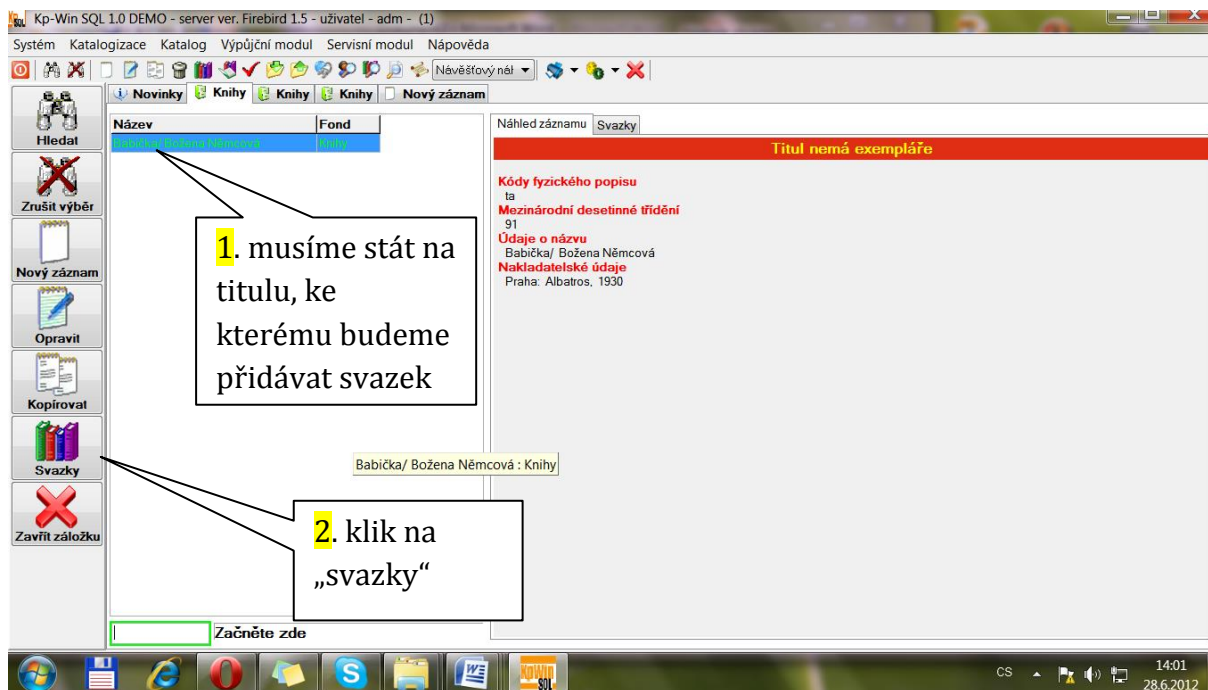 Kp-Win SQL 1.0 DEMO - server ver. Firebird 1.5 - uživatel - adm - (1)
Systém Katalogizace Katalog Výpůjční modul Servisní modul Nápověda
Návěšťový nář
Novinky Knihy Knihy Knihy Nový záznam
Hledat
Zrušit výběr
Nový záznam
Opravit
Kopírovat
Svazky
Zavřít záložku
Název Fond
Babička/ Božena Němcová Knihy
1. musíme stát na
titulu, ke
kterému budeme
přidávat svazek
Babička/ Božena Němcová : Knihy
2. klik na
„svazky“
Začněte zde
Náhled záznamu Svazky
Titul nemá exempláře
Kódy fyzického popisu
ta
Mezinárodní desetinné třídění
91
Údaje o názvu
Babička/ Božena Němcová
Nakladatelské údaje
Praha: Albatros, 1930
KpWin
SQL
CS
14:01
28.6.2012